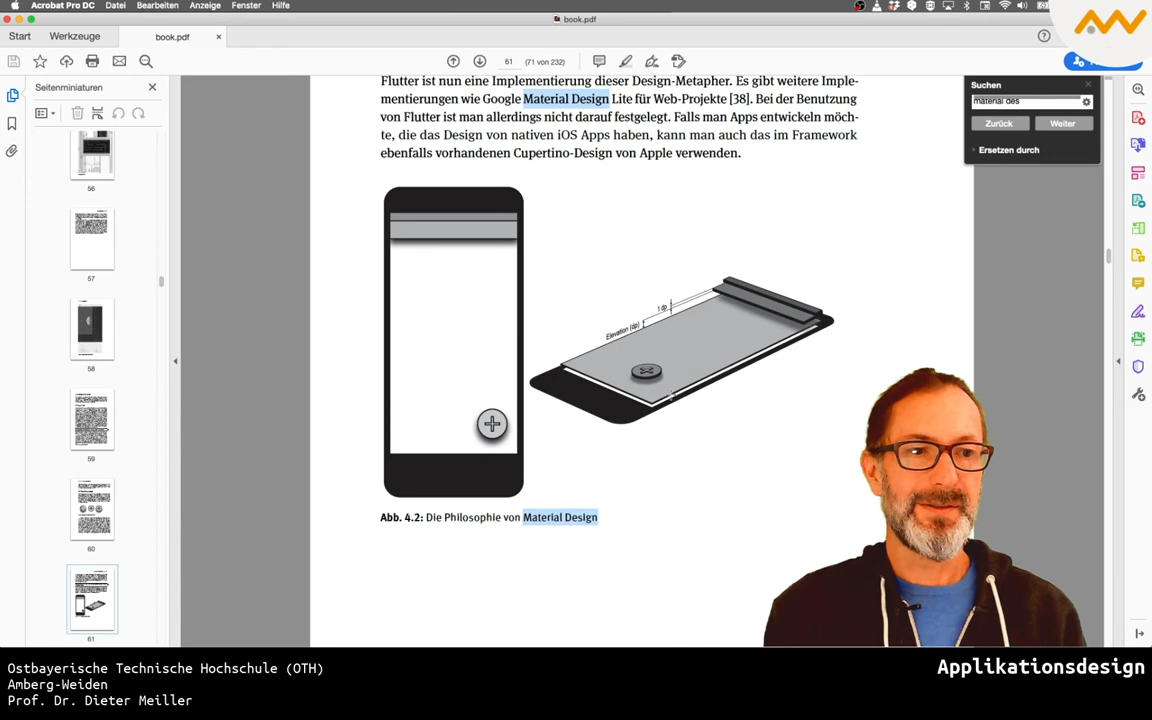 Acrobat Pro DC Datei Bearbeiten Anzeige Fenster Hilfe
book.pdf
Start Werkzeuge book.pdf ×
61 (71 von 232)
Seitenminiaturen
56
57
58
59
60
61
Flutter ist nun eine Implementierung dieser Design-Metapher. Es gibt weitere Imple-
mentierungen wie Google Material Design Lite für Web-Projekte [38]. Bei der Benutzung
von Flutter ist man allerdings nicht darauf festgelegt. Falls man Apps entwickeln möch-
te, die das Design von nativen iOS Apps haben, kann man auch das im Framework
ebenfalls vorhandenen Cupertino-Design von Apple verwenden.
1 dp
Elevation (dp)
Abb. 4.2: Die Philosophie von Material Design
Suchen
material des
Zurück Weiter
Ersetzen durch
Ostbayerische Technische Hochschule (OTH)
Amberg-Weiden
Prof. Dr. Dieter Meiller
Applikationsdesign